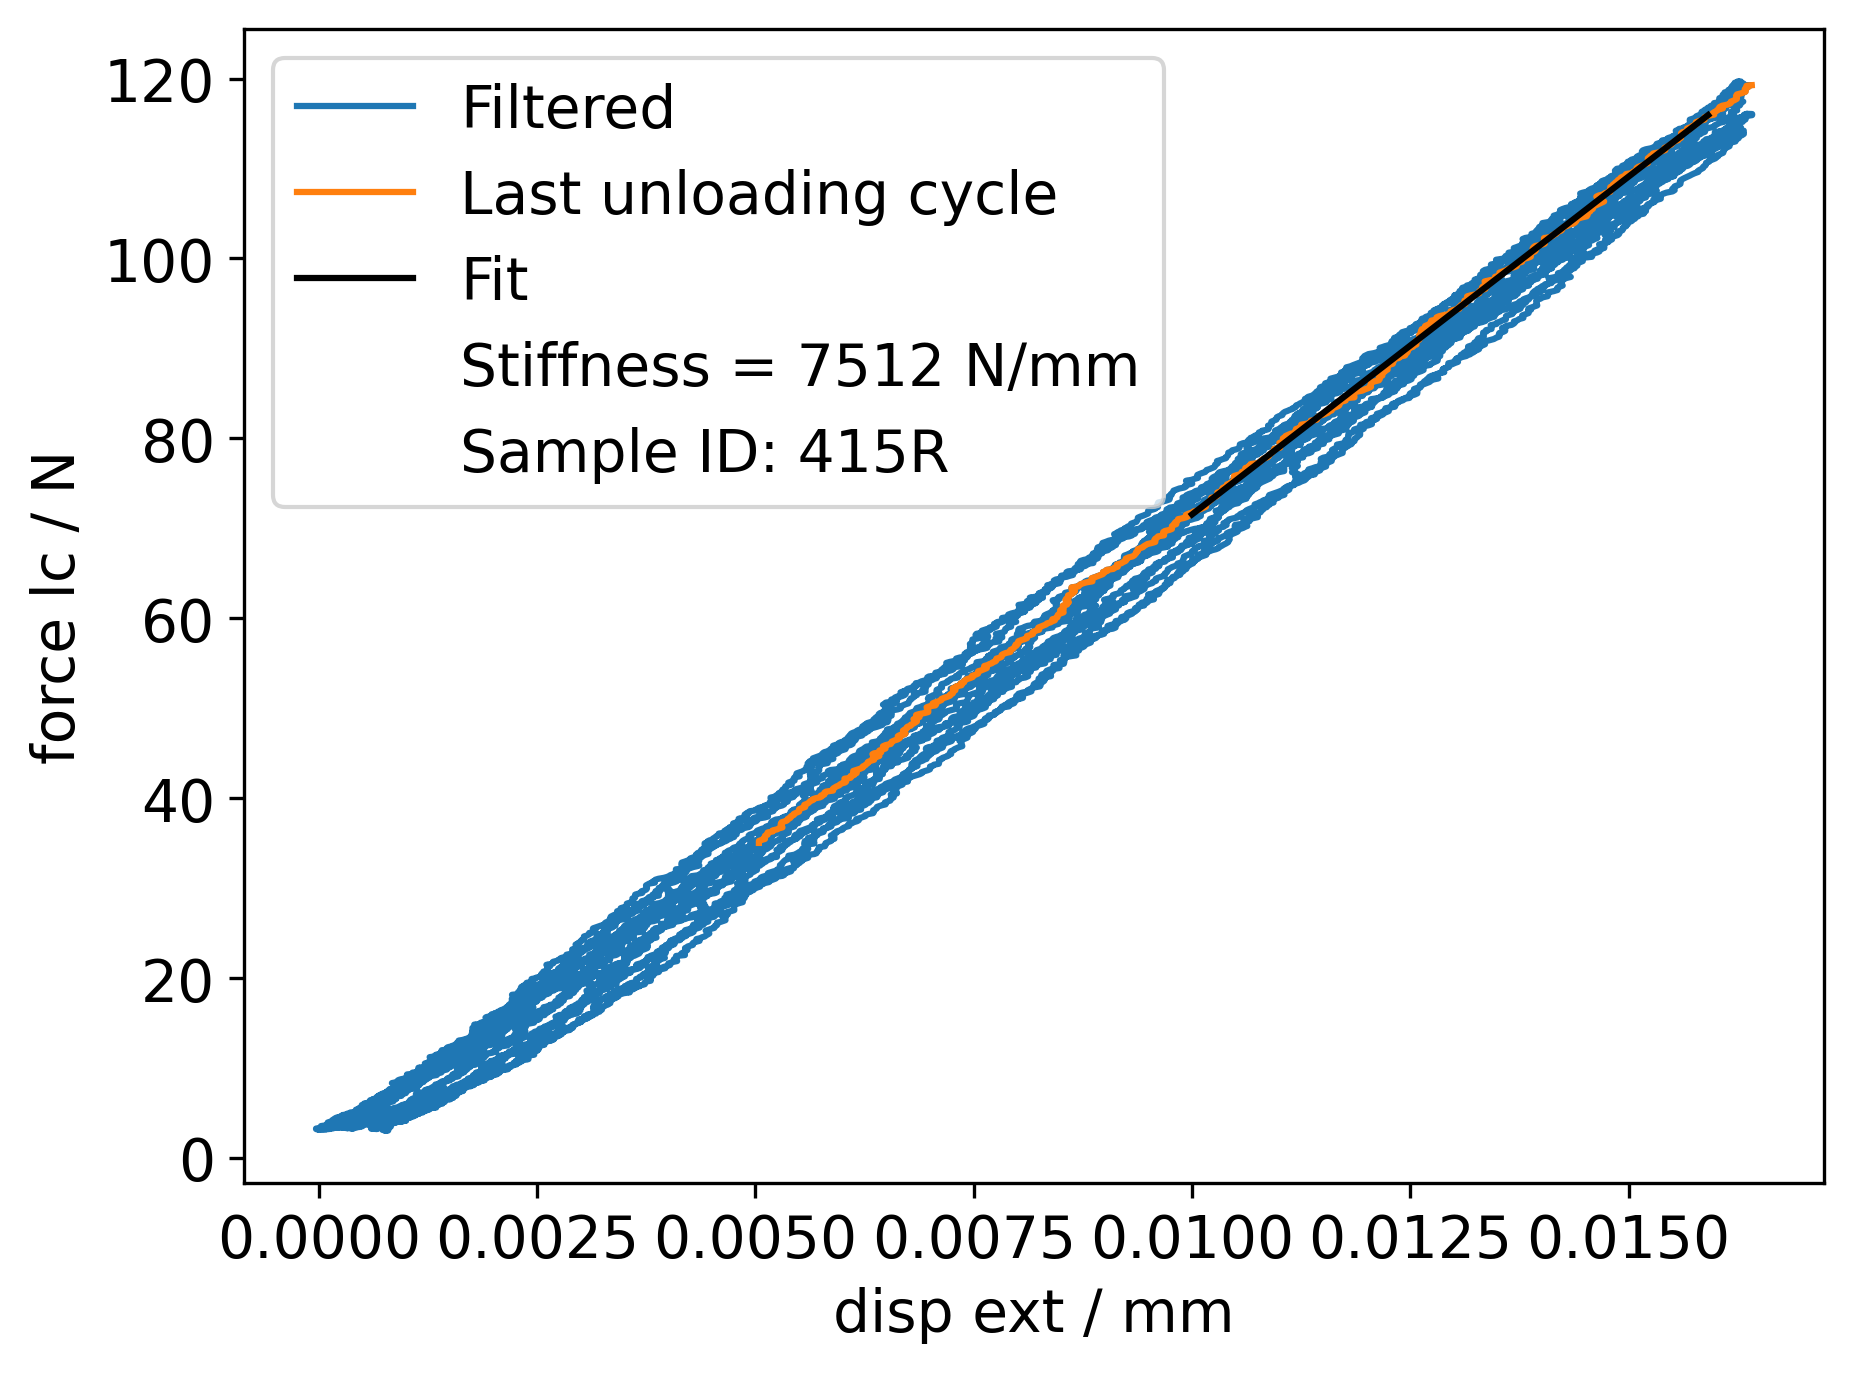 120
100
80
60
40
20
0
force lc / N
Filtered
Last unloading cycle
Fit
Stiffness = 7512 N/mm
Sample ID: 415R
0.0000 0.0025 0.0050 0.0075 0.0100 0.0125 0.0150
disp ext / mm